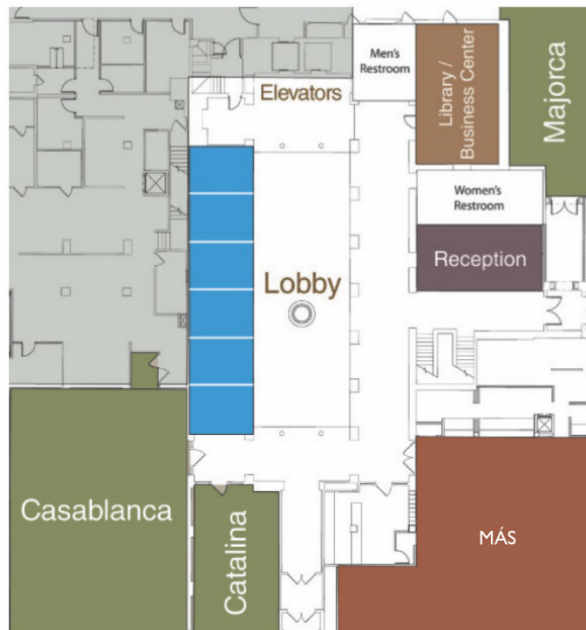 Men's
Restroom
Library /
Business Center
Majorca
Elevators
Women's
Restroom
Reception
Lobby
Casablanca
Catalina
MÁS